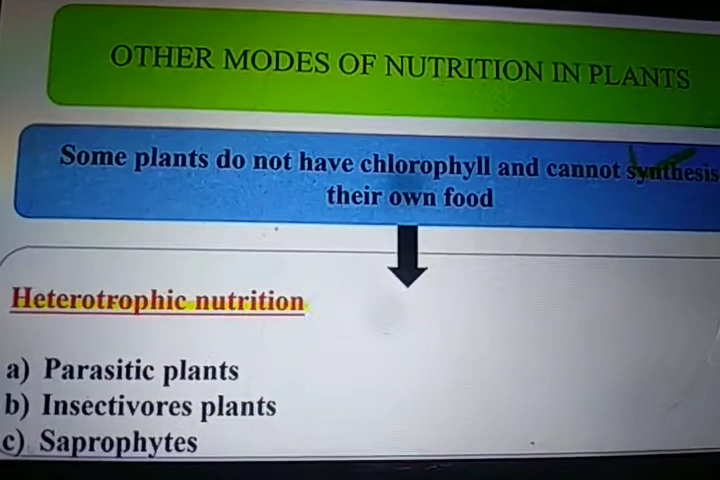 OTHER MODES OF NUTRITION IN PLANTS
Some plants do not have chlorophyll and cannot synthesis
their own food
Heterotrophic nutrition
a) Parasitic plants
b) Insectivores plants
c) Saprophytes